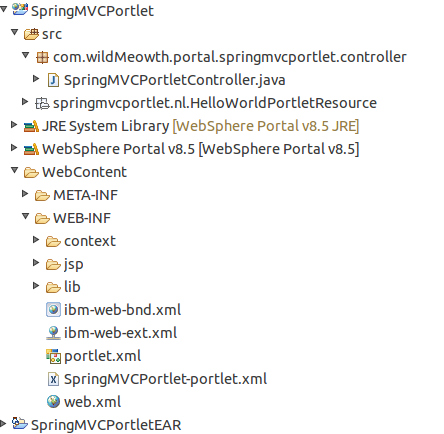 SpringMVCPortlet
src
com.wildMeowth.portal.springmvcportlet.controller
SpringMVCPortletController.java
springmvcportlet.nl.HelloWorldPortletResource
JRE System Library [WebSphere Portal v8.5 JRE]
WebSphere Portal v8.5 [WebSphere Portal v8.5]
WebContent
META-INF
WEB-INF
context
jsp
lib
ibm-web-bnd.xml
ibm-web-ext.xml
portlet.xml
SpringMVCPortlet-portlet.xml
web.xml
SpringMVCPortletEAR